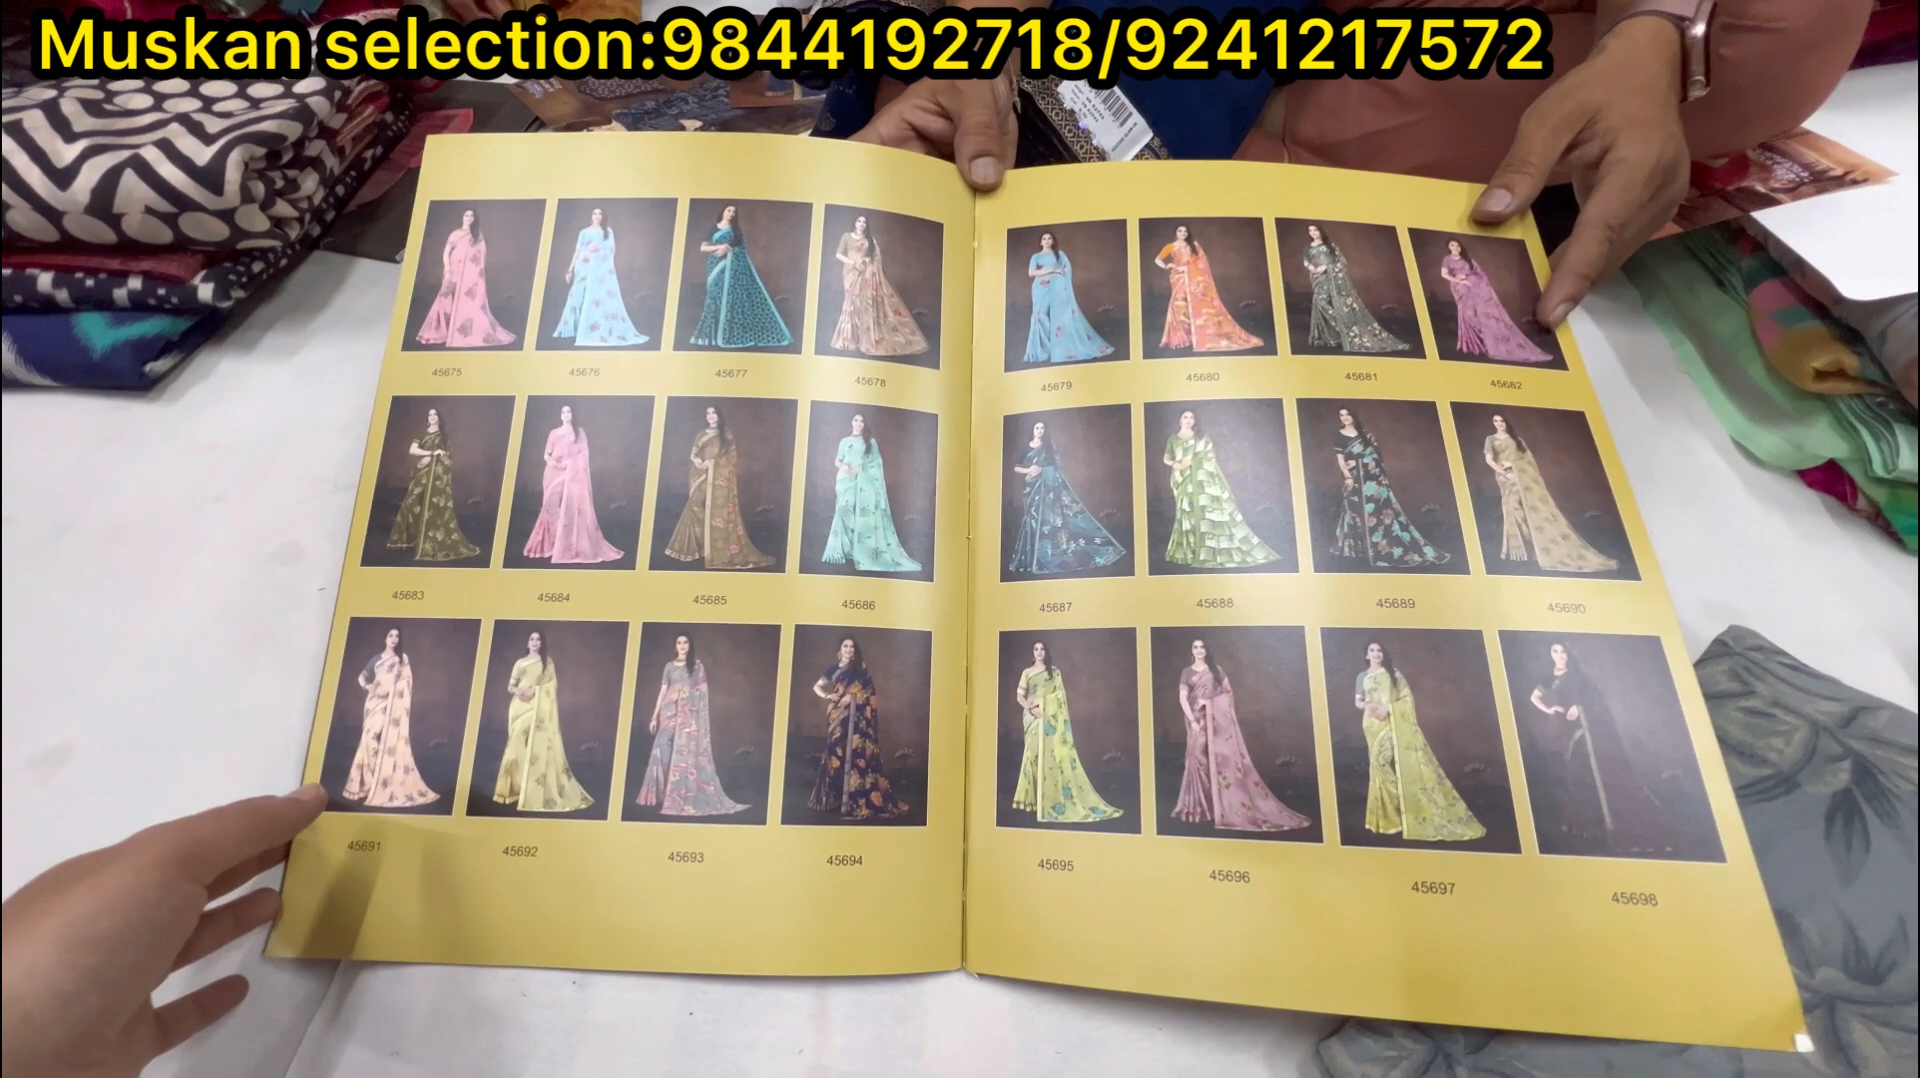 Muskan selection:9844192718/9241217572
45675 45676 45677 45678
45679 45680 45681 45682
45683 45684 45685 45686
45687 45688 45689 45690
45691 45692 45693 45694
45695 45696 45697 45698